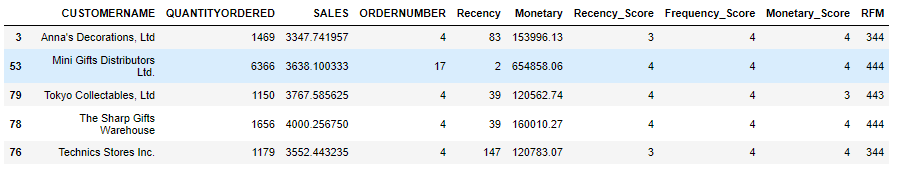 CUSTOMERNAME QUANTITYORDERED SALES ORDERNUMBER Recency Monetary Recency_Score Frequency_Score Monetary_Score RFM
3 Anna's Decorations, Ltd 1469 3347.741957 4 83 153996.13 3 4 4 344
53 Mini Gifts Distributors Ltd. 6366 3638.100333 17 2 654858.06 4 4 4 444
79 Tokyo Collectables, Ltd 1150 3767.585625 4 39 120562.74 4 4 3 443
78 The Sharp Gifts Warehouse 1656 4000.256750 4 39 160010.27 4 4 4 444
76 Technics Stores Inc. 1179 3552.443235 4 147 120783.07 3 4 4 344